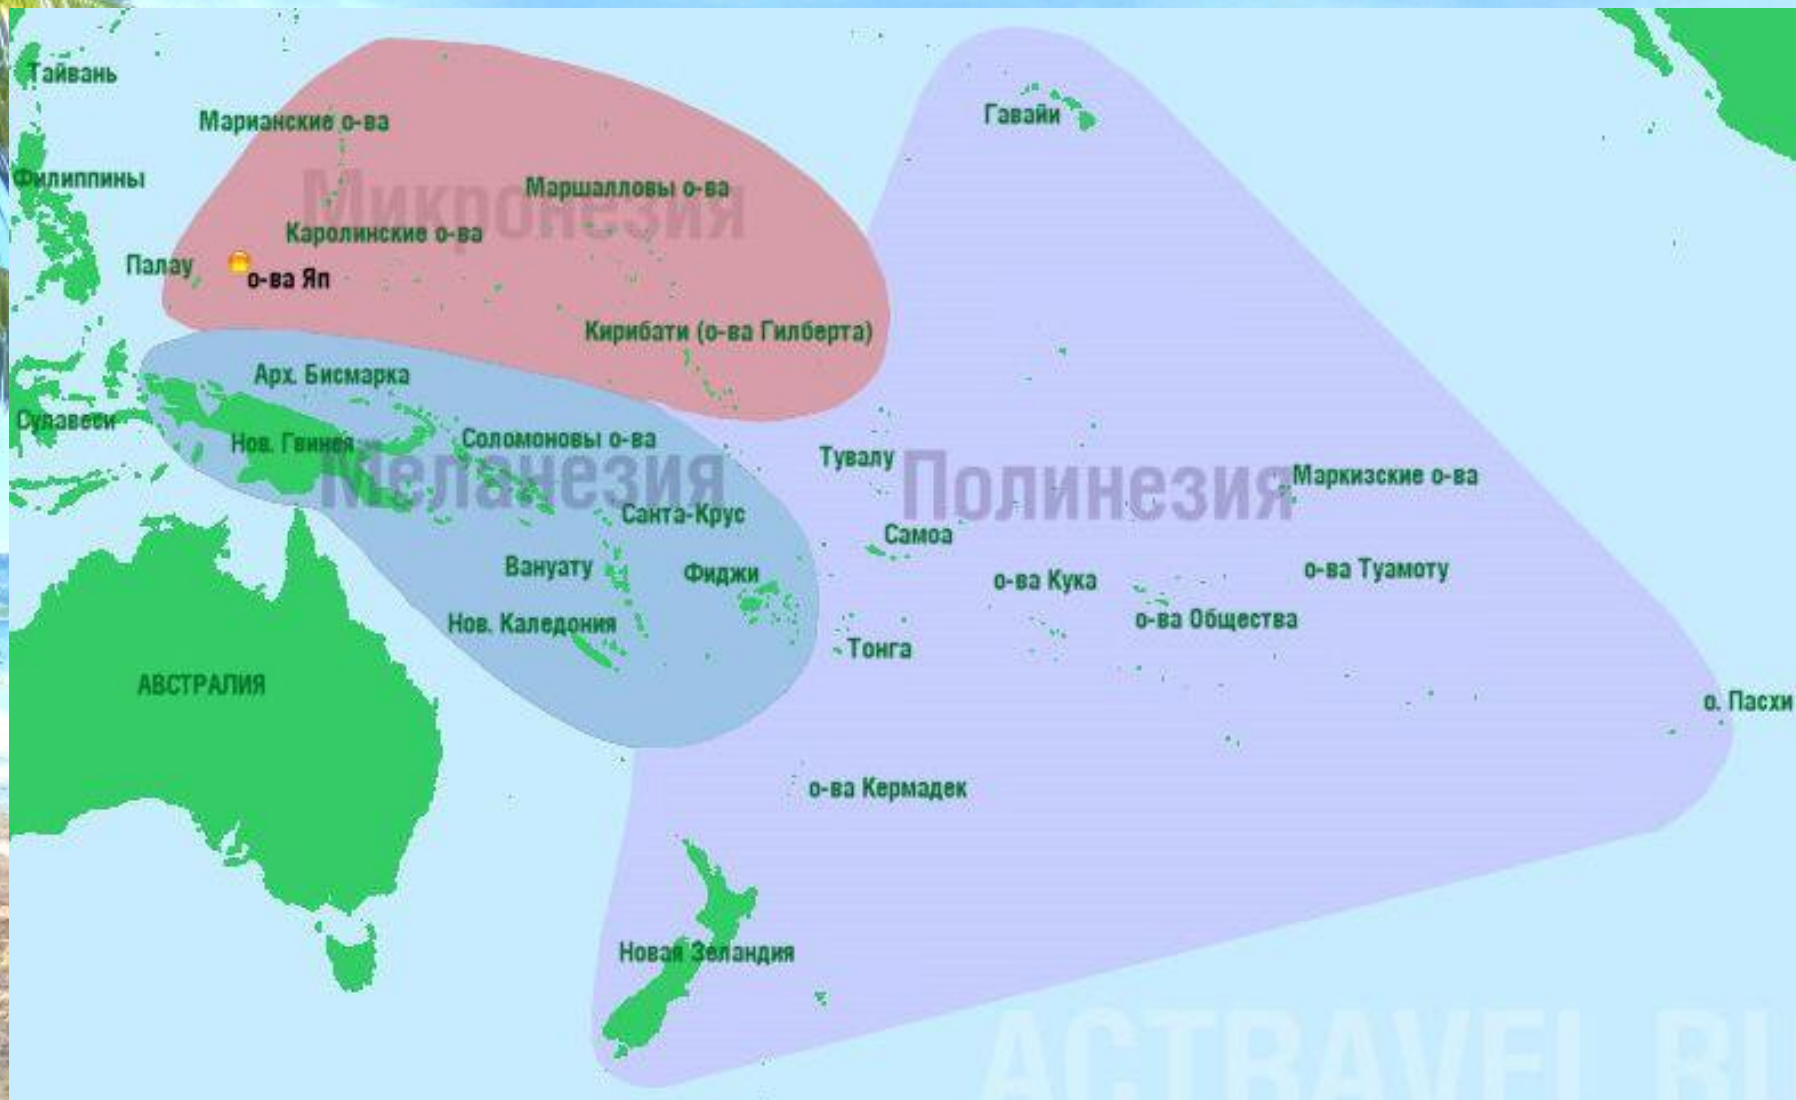 Тайвань
Гавайи
Марианские о-ва
Филиппины
Микронезия
Маршалловы о-ва
Каролинские о-ва
Палау
о-ва Яп
Кирибати (о-ва Гилберта)
Арх. Бисмарка
Сулавеси
Нов. Гвинея
Соломоновы о-ва
Тувалу
Меланезия
Полинезия
Маркизские о-ва
Санта-Крус
Самоа
Вануату
Фиджи
о-ва Кука
о-ва Туамоту
Нов. Каледония
о-ва Общества
Тонга
АВСТРАЛИЯ
о. Пасхи
о-ва Кермадек
Новая Зеландия
ACTRAVEL.RU